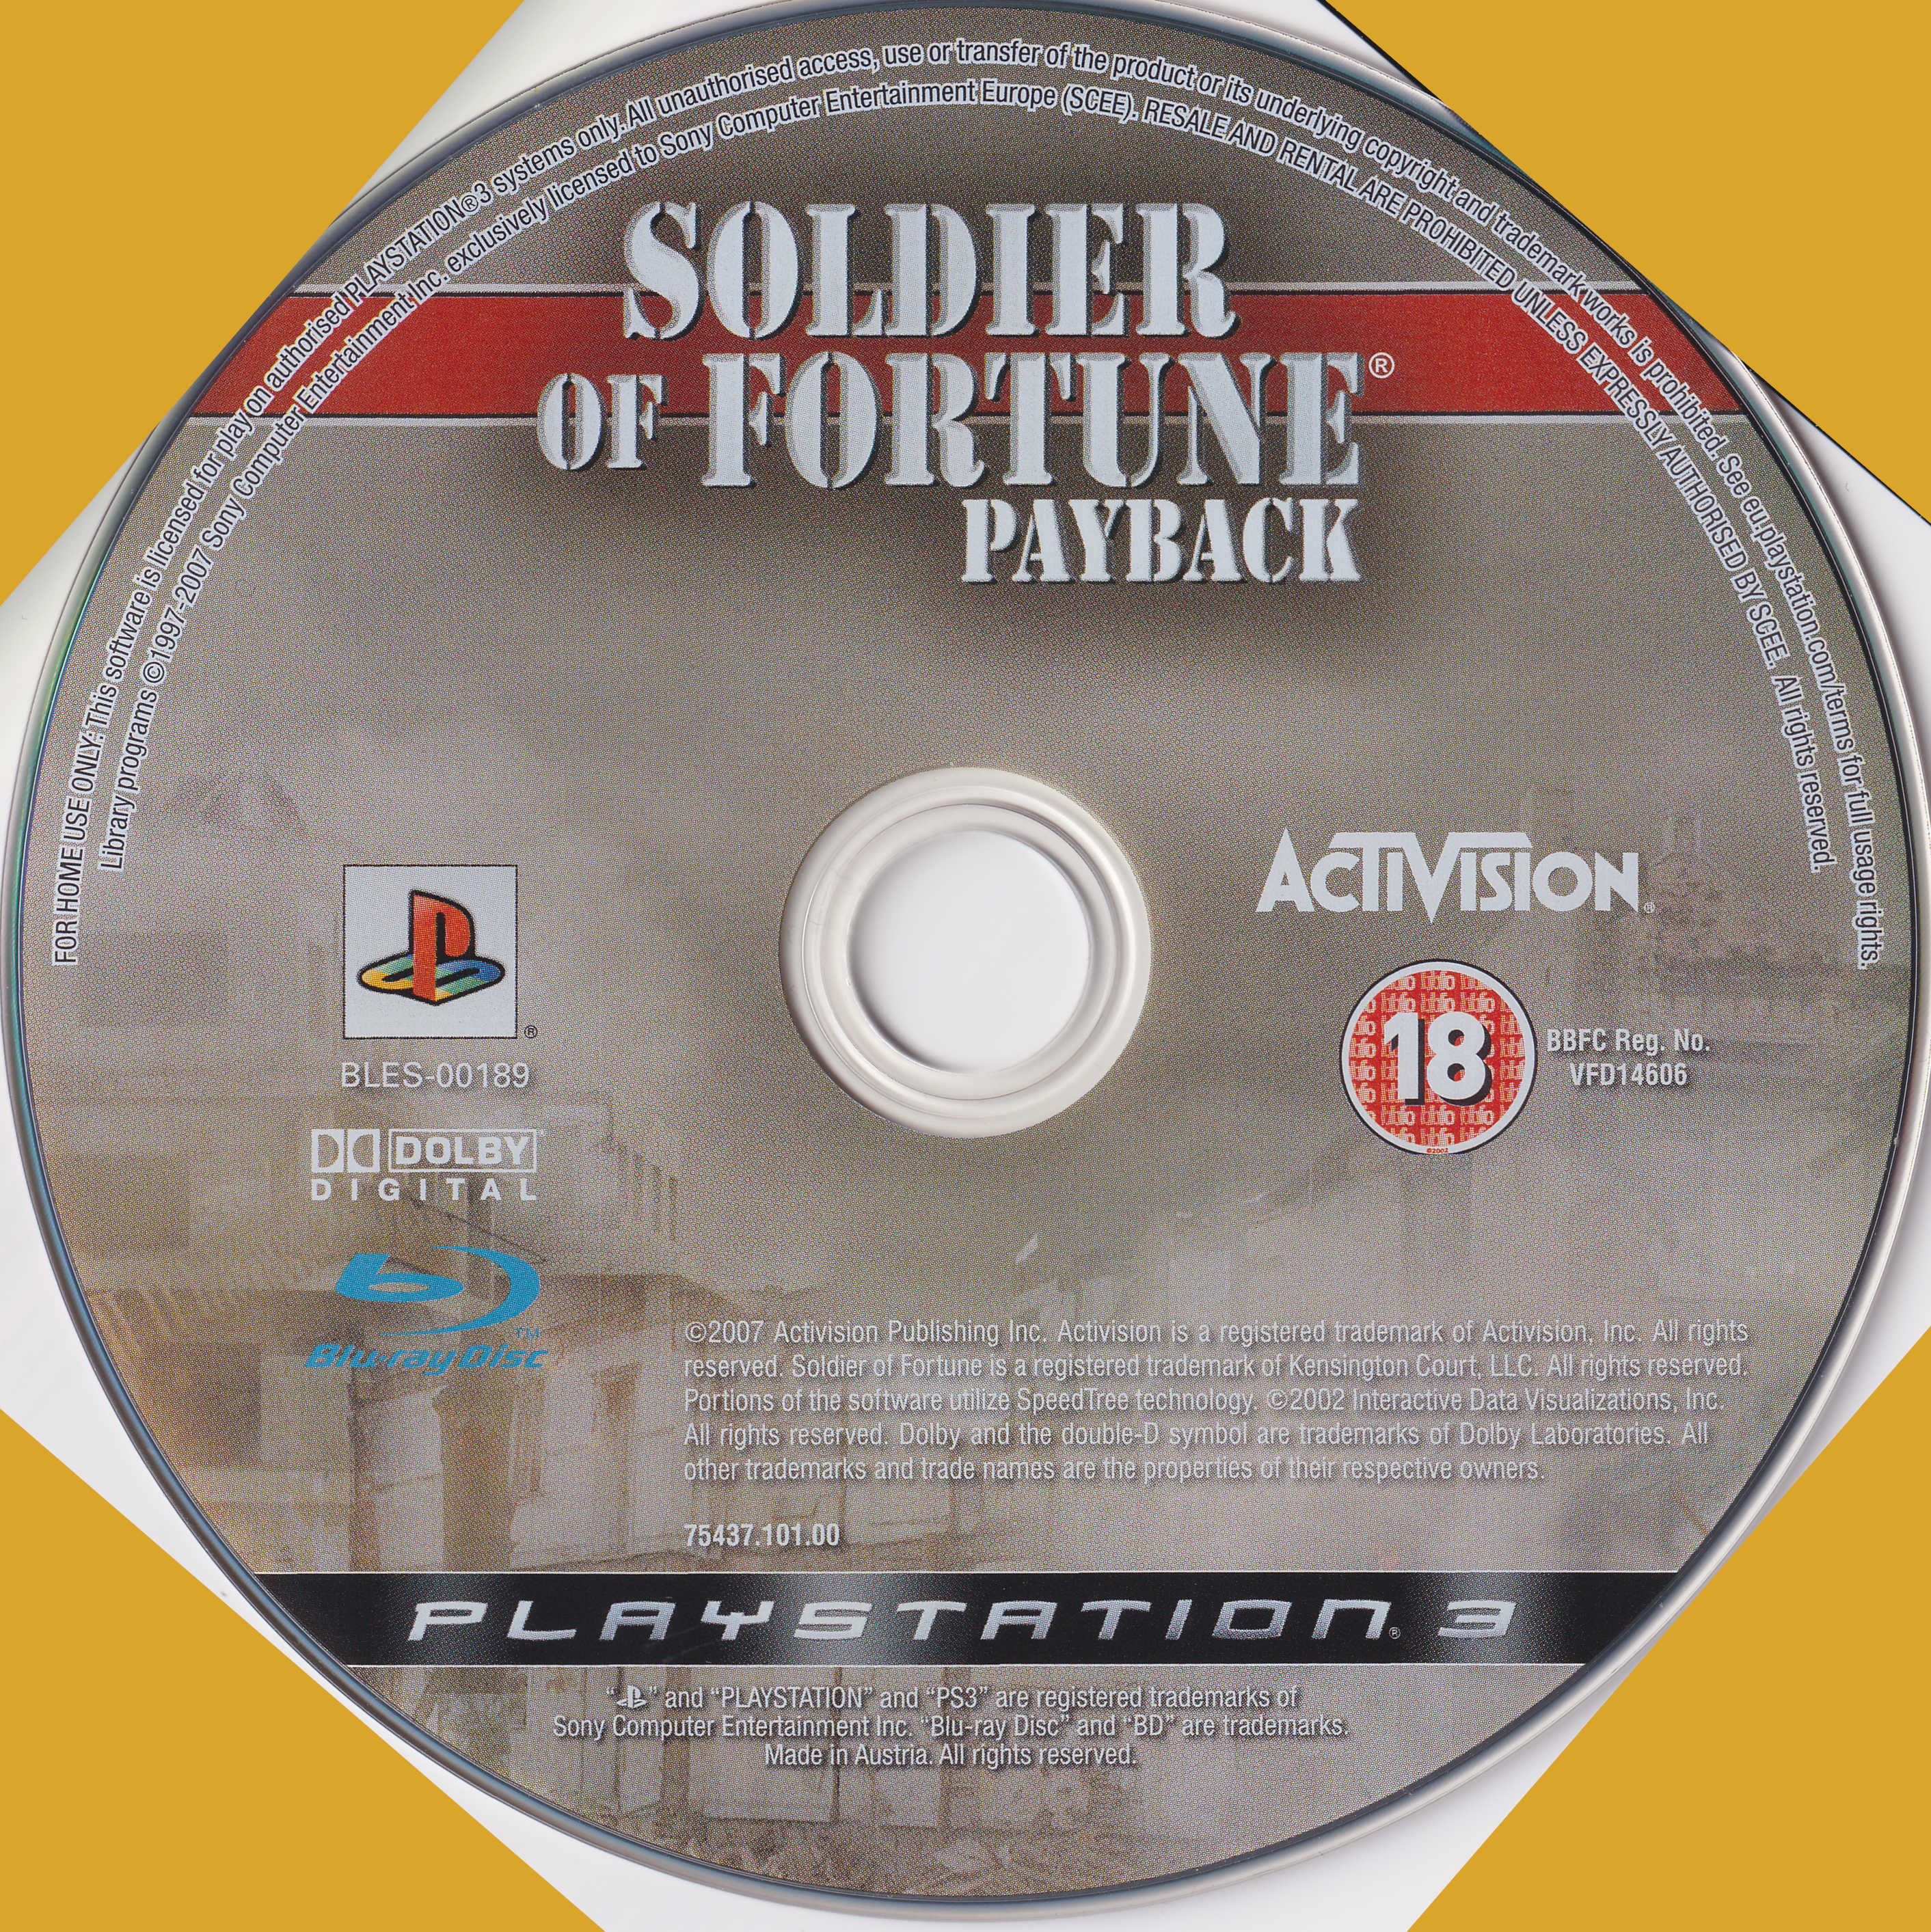 FOR HOME USE ONLY: This software is licensed for play on authorised PLAYSTATION®3 systems only. All unauthorised access, use or transfer of the product or its underlying copyright and trademark works is prohibited. See eu.playstation.com/terms for full usage rights.
Library programs ©1997-2007 Sony Computer Entertainment Inc. exclusively licensed to Sony Computer Entertainment Europe (SCEE). RESALE AND RENTAL ARE PROHIBITED UNLESS EXPRESSLY AUTHORISED BY SCEE. All rights reserved.
SOLDIER
OF FORTUNE®
PAYBACK
ACTIVISION®
®
BLES-00189
18
©2002
BBFC Reg. No.
VFD14606
DOLBY
DIGITAL
TM
Blu-ray Disc
©2007 Activision Publishing Inc. Activision is a registered trademark of Activision, Inc. All rights
reserved. Soldier of Fortune is a registered trademark of Kensington Court, LLC. All rights reserved.
Portions of the software utilize SpeedTree technology. ©2002 Interactive Data Visualizations, Inc.
All rights reserved. Dolby and the double-D symbol are trademarks of Dolby Laboratories. All
other trademarks and trade names are the properties of their respective owners.
75437.101.00
PLAYSTATION® 3
“ ” and “PLAYSTATION” and “PS3” are registered trademarks of
Sony Computer Entertainment Inc. “Blu-ray Disc” and “BD” are trademarks.
Made in Austria. All rights reserved.